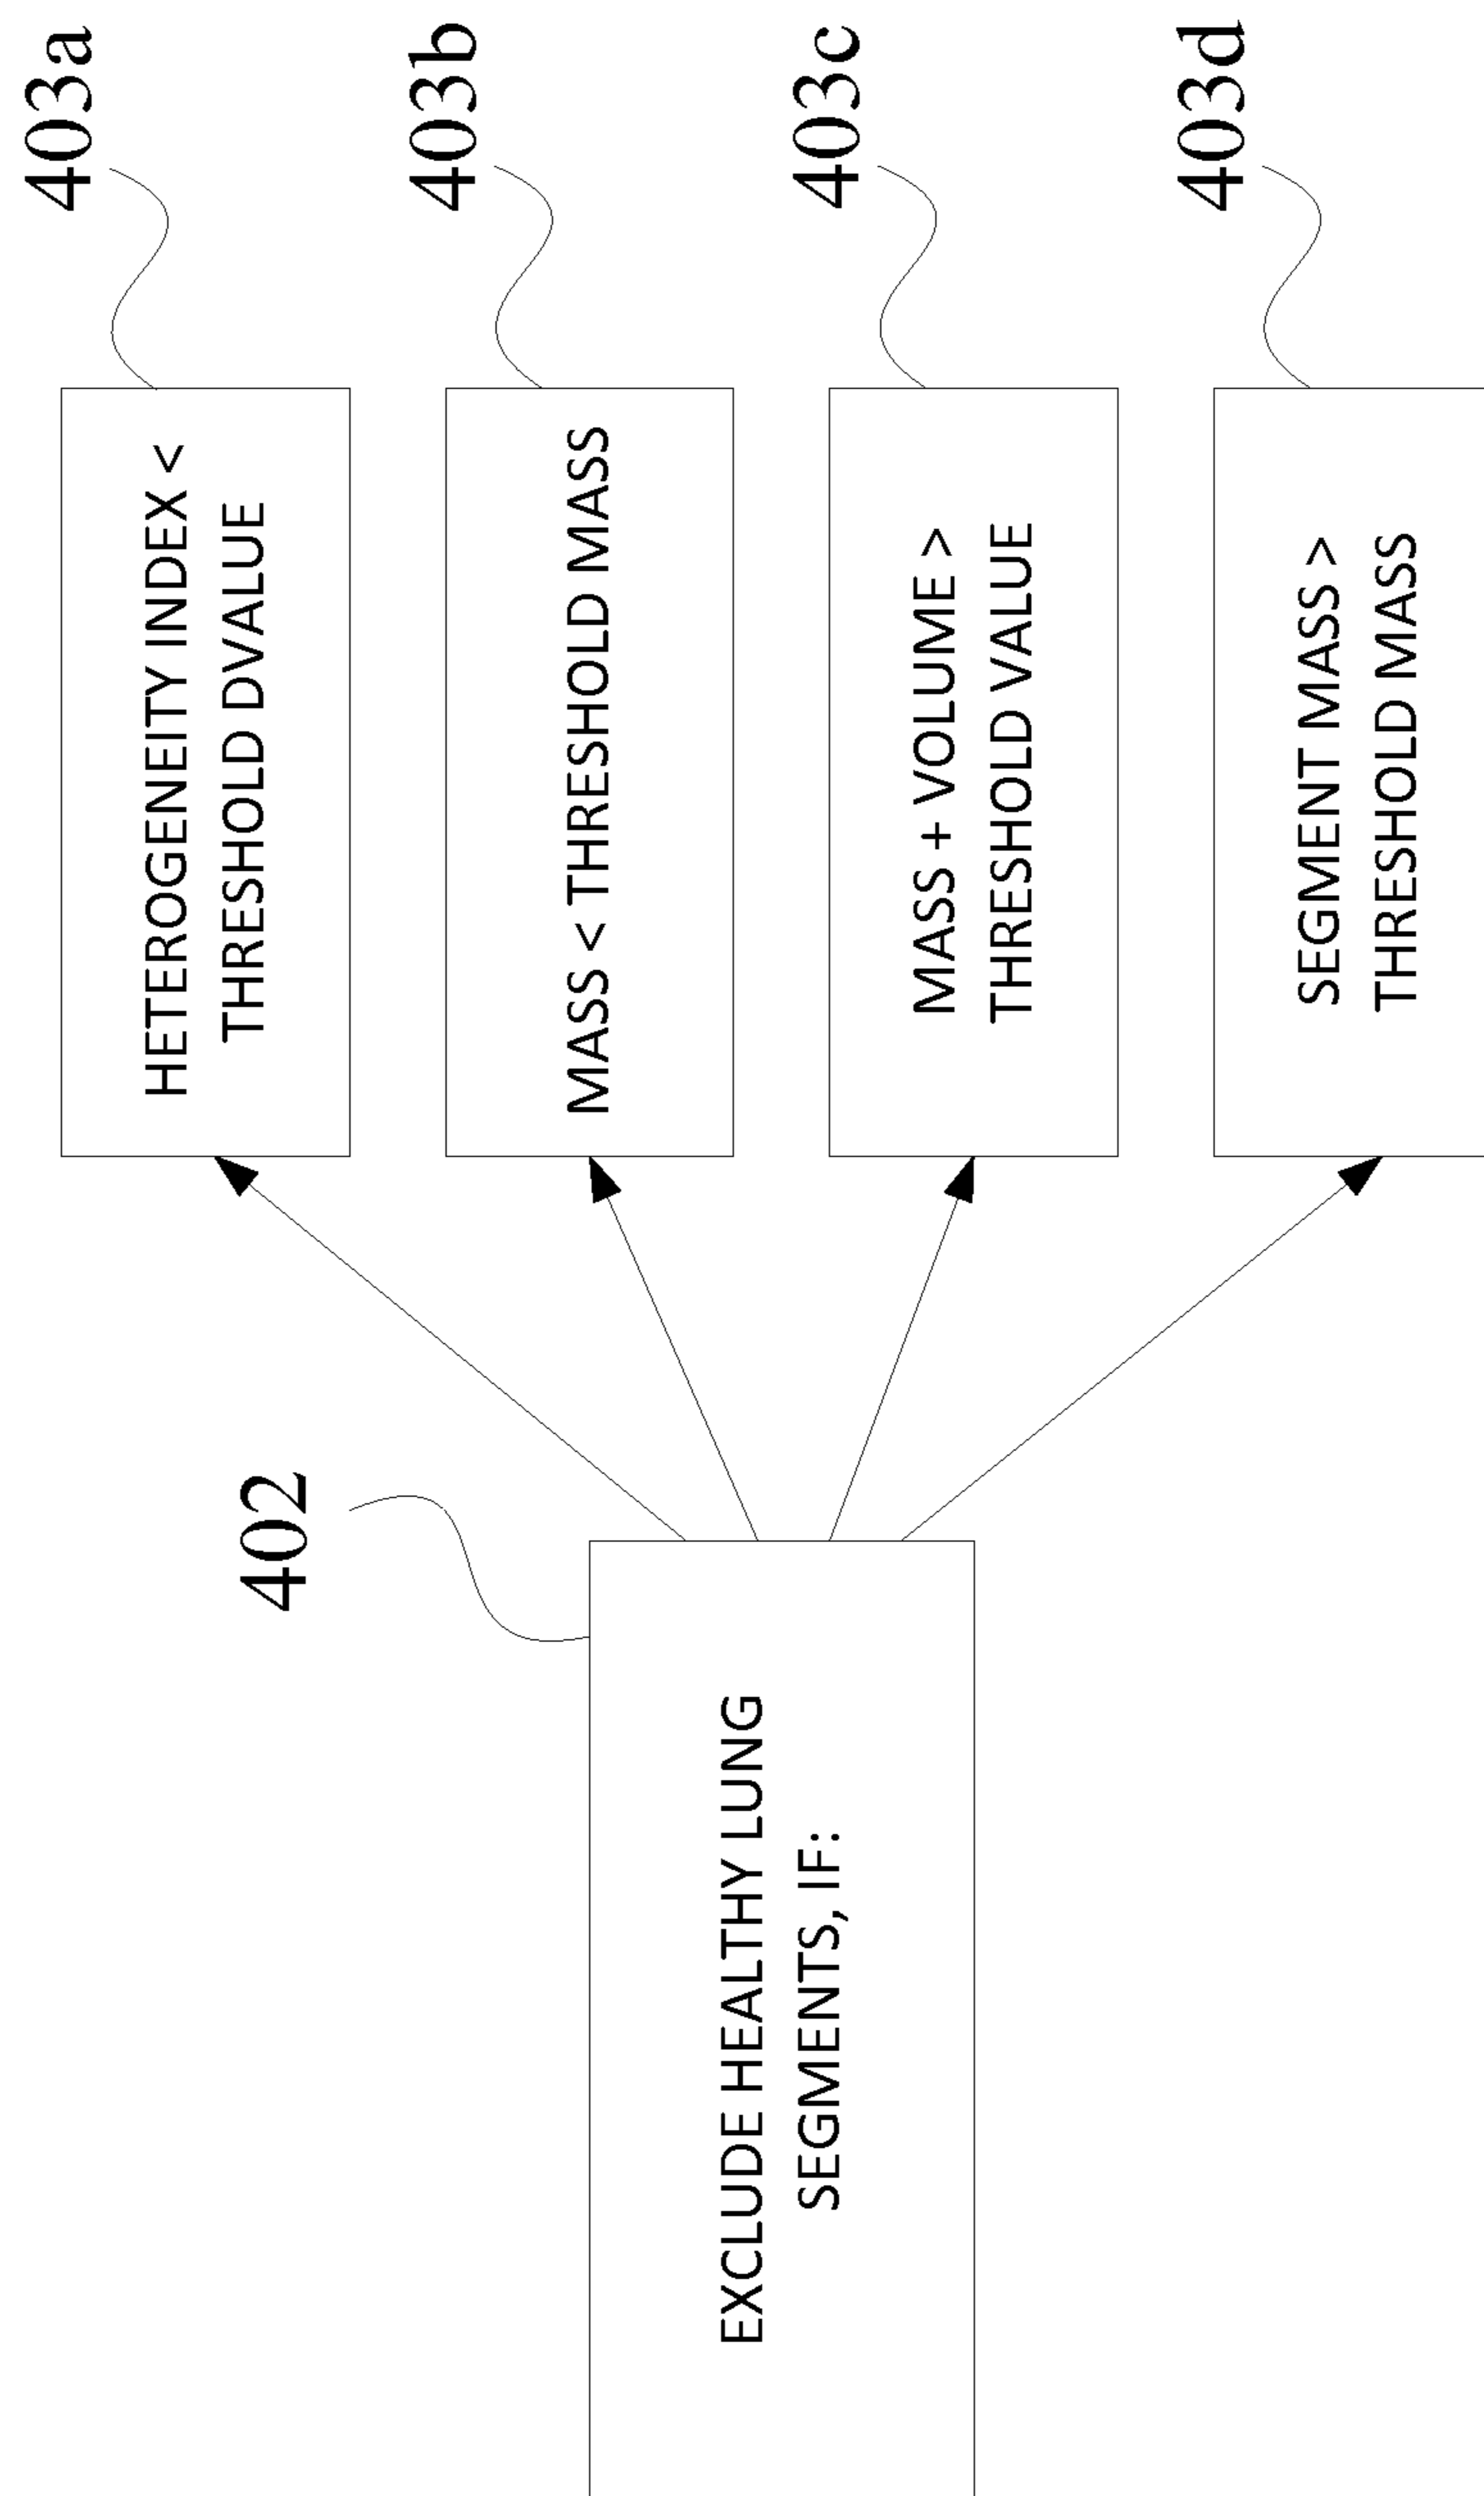 403a
HETEROGENEITY INDEX <
THRESHOLD DVALUE
402
403b
MASS < THRESHOLD MASS
EXCLUDE HEALTHY LUNG
SEGMENTS, IF:
403c
MASS + VOLUME >
THRESHOLD VALUE
403d
SEGMENT MASS >
THRESHOLD MASS